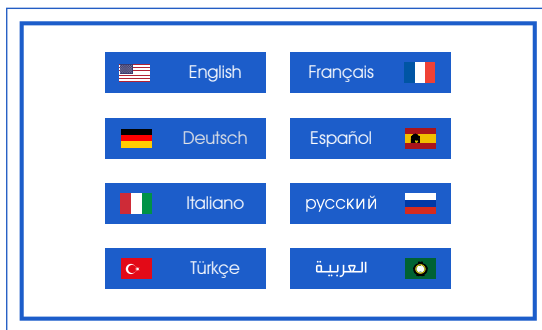 English
Français
Deutsch
Español
Italiano
русский
Türkçe
العربية